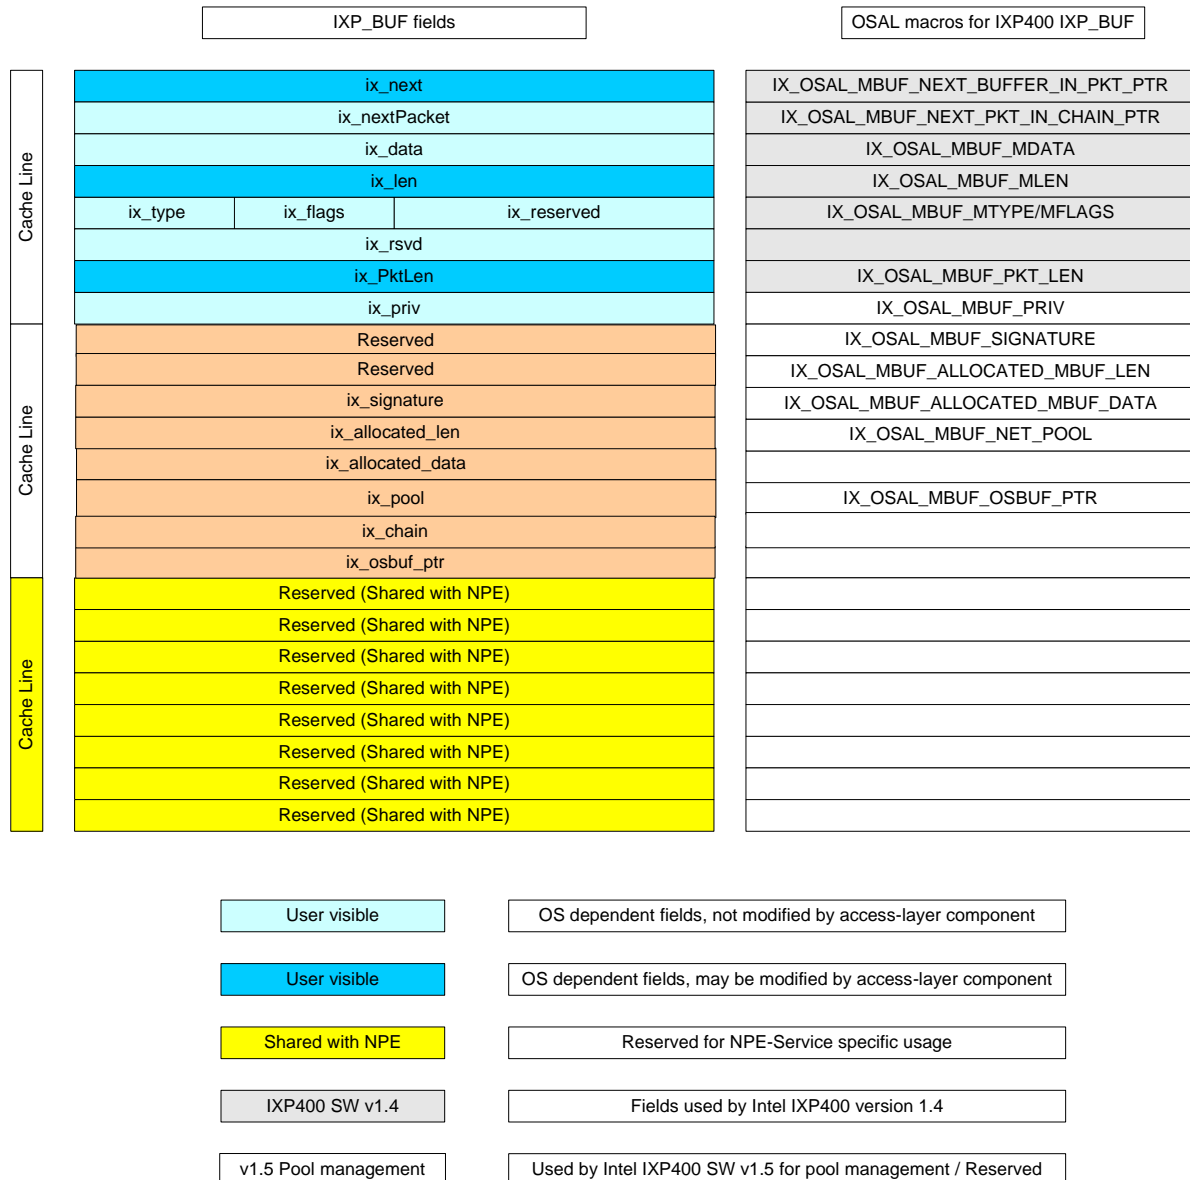 IXP_BUF fields
OSAL macros for IXP400 IXP_BUF
Cache Line
ix_next
IX_OSAL_MBUF_NEXT_BUFFER_IN_PKT_PTR
ix_nextPacket
IX_OSAL_MBUF_NEXT_PKT_IN_CHAIN_PTR
ix_data
IX_OSAL_MBUF_MDATA
ix_len
IX_OSAL_MBUF_MLEN
ix_type ix_flags ix_reserved
IX_OSAL_MBUF_MTYPE/MFLAGS
ix_rsvd
ix_PktLen
IX_OSAL_MBUF_PKT_LEN
ix_priv
IX_OSAL_MBUF_PRIV
Cache Line
Reserved
IX_OSAL_MBUF_SIGNATURE
Reserved
IX_OSAL_MBUF_ALLOCATED_MBUF_LEN
ix_signature
IX_OSAL_MBUF_ALLOCATED_MBUF_DATA
ix_allocated_len
IX_OSAL_MBUF_NET_POOL
ix_allocated_data
ix_pool
IX_OSAL_MBUF_OSBUF_PTR
ix_chain
ix_osbuf_ptr
Cache Line
Reserved (Shared with NPE)
Reserved (Shared with NPE)
Reserved (Shared with NPE)
Reserved (Shared with NPE)
Reserved (Shared with NPE)
Reserved (Shared with NPE)
Reserved (Shared with NPE)
Reserved (Shared with NPE)
User visible
OS dependent fields, not modified by access-layer component
User visible
OS dependent fields, may be modified by access-layer component
Shared with NPE
Reserved for NPE-Service specific usage
IXP400 SW v1.4
Fields used by Intel IXP400 version 1.4
v1.5 Pool management
Used by Intel IXP400 SW v1.5 for pool management / Reserved